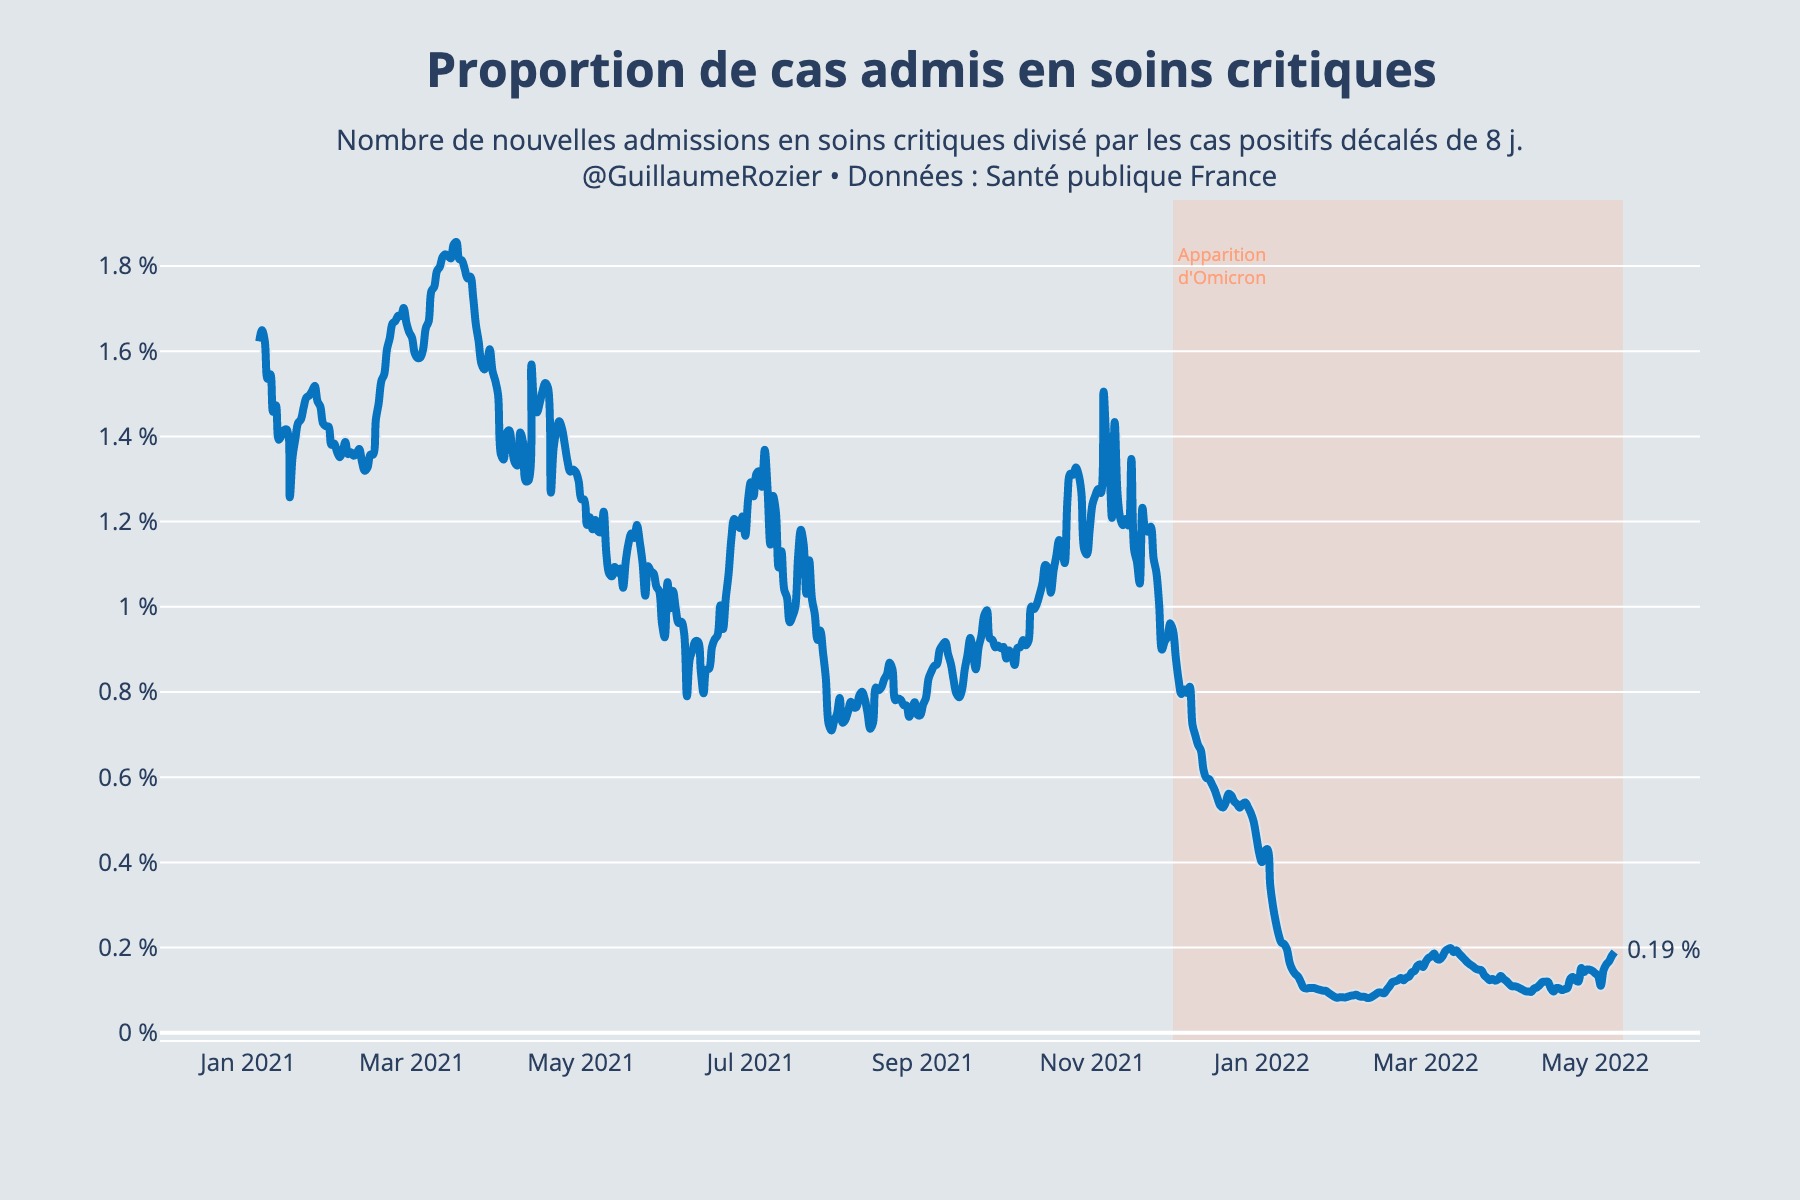 Proportion de cas admis en soins critiques
Nombre de nouvelles admissions en soins critiques divisé par les cas positifs décalés de 8 j.
@GuillaumeRozier • Données : Santé publique France
Apparition
d'Omicron
1.8 %
1.6 %
1.4 %
1.2 %
1 %
0.8 %
0.6 %
0.4 %
0.2 %
0 %
0.19 %
Jan 2021
Mar 2021
May 2021
Jul 2021
Sep 2021
Nov 2021
Jan 2022
Mar 2022
May 2022